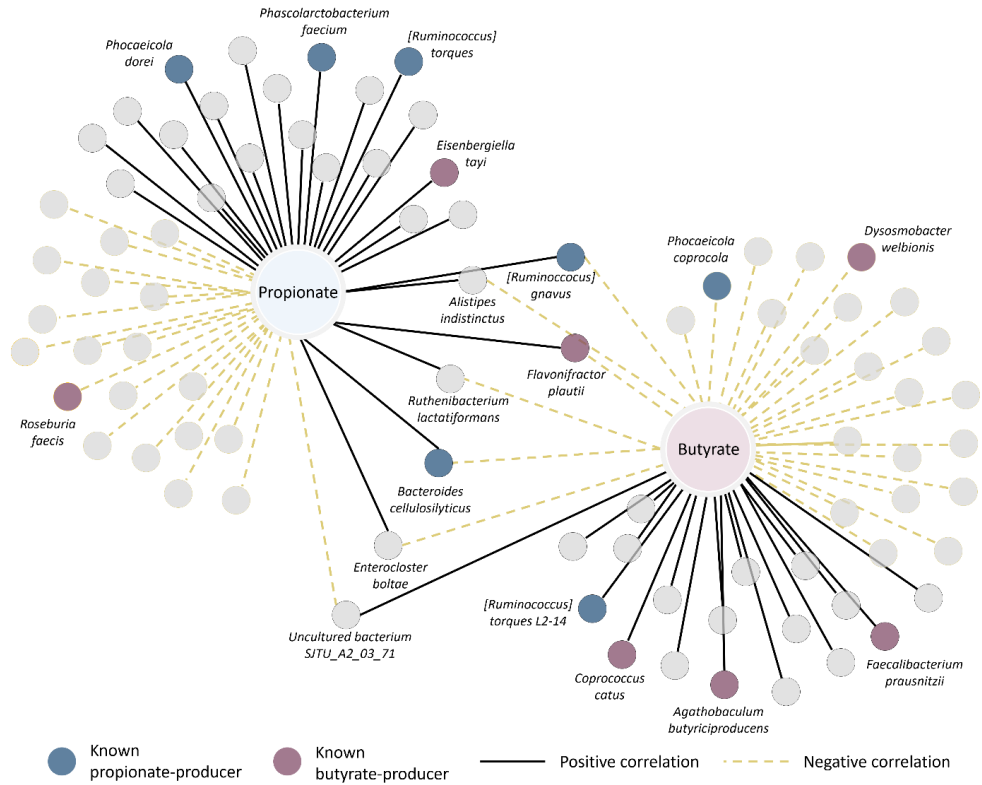 Phascolarctobacterium
faecium
[Ruminococcus]
torques
Phocaeicola
dorei
Eisenbergiella
tayi
Propionate
[Ruminoccocus]
gnavus
Alistipes
indistinctus
Phocaeicola
coprocola
Dysosmobacter
welbionis
Flavonifractor
plautii
Ruthenibacterium
lactatiformans
Roseburia
faecis
Butyrate
Bacteroides
cellulosilyticus
Enterocloster
boltae
Uncultured bacterium
SJTU_A2_03_71
[Ruminococcus]
torques L2-14
Coprococcus
catus
Agathobaculum
butyriciproducens
Faecalibacterium
prausnitzii
Known
propionate-producer
Known
butyrate-producer
Positive correlation
Negative correlation